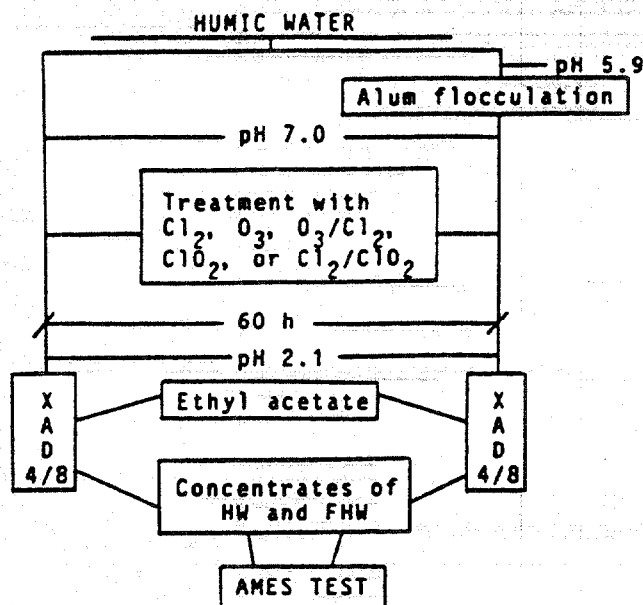 HUMIC WATER
pH 5.9
Alum flocculation
pH 7.0
Treatment with
Cl₂, O₃, O₃/Cl₂,
ClO₂, or Cl₂/ClO₂
60 h
pH 2.1
X
A
D
4/8
Ethyl acetate
X
A
D
4/8
Concentrates of
HW and FHW
AMES TEST